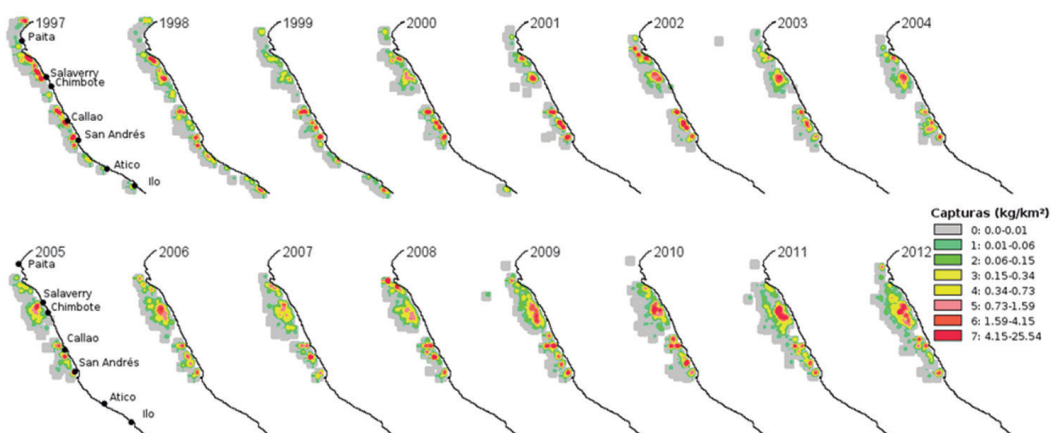 1997
1998
1999
2000
2001
2002
2003
2004
Paita
Salaverry
Chimbote
Callao
San Andrés
Atico
Ilo
Capturas (kg/km²)
0: 0.0-0.01
1: 0.01-0.06
2: 0.06-0.15
3: 0.15-0.34
4: 0.34-0.73
5: 0.73-1.59
6: 1.59-4.15
7: 4.15-25.54
2005
2006
2007
2008
2009
2010
2011
2012
Paita
Salaverry
Chimbote
Callao
San Andrés
Atico
Ilo